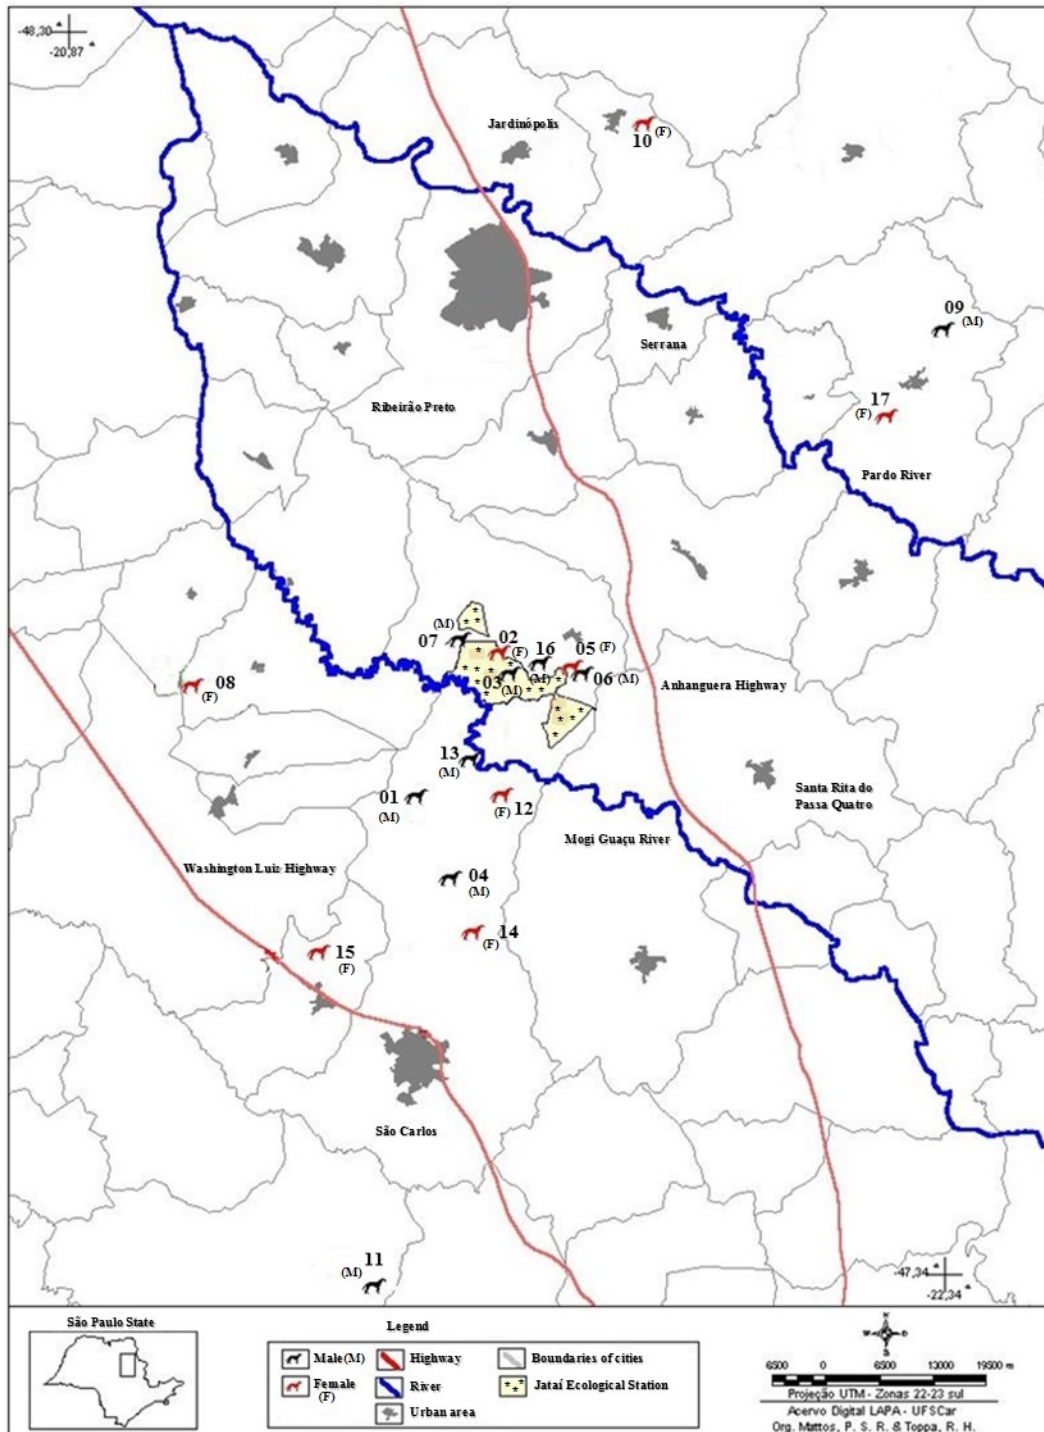 -48,30 °
-20,87 °
Jardinópolis
(F)
10
09
(M)
Serrana
17
(F)
Ribeirão Preto
Pardo River
(M)
07
02
(F)
16
(M)
05 (F)
06 (M)
03
(M)
08
(F)
Anhanguera Highway
13
(M)
01
(M)
12
(F)
Santa Rita do
Passa Quatro
Mogi Guaçu River
Washington Luiz Highway
04
(M)
14
(F)
15
(F)
São Carlos
11
(M)
-47,34 °
-22,34 °
São Paulo State
Legend
Male(M)
Highway
Boundaries of cities
Female
(F)
River
Jataí Ecological Station
Urban area
N
W
S
6500 0 6500 13000 19500 m
Projeção UTM - Zonas 22-23 sul
Acervo Digital LAPA - UFSCar
Org. Mattos, P. S. R. & Toppa, R. H.